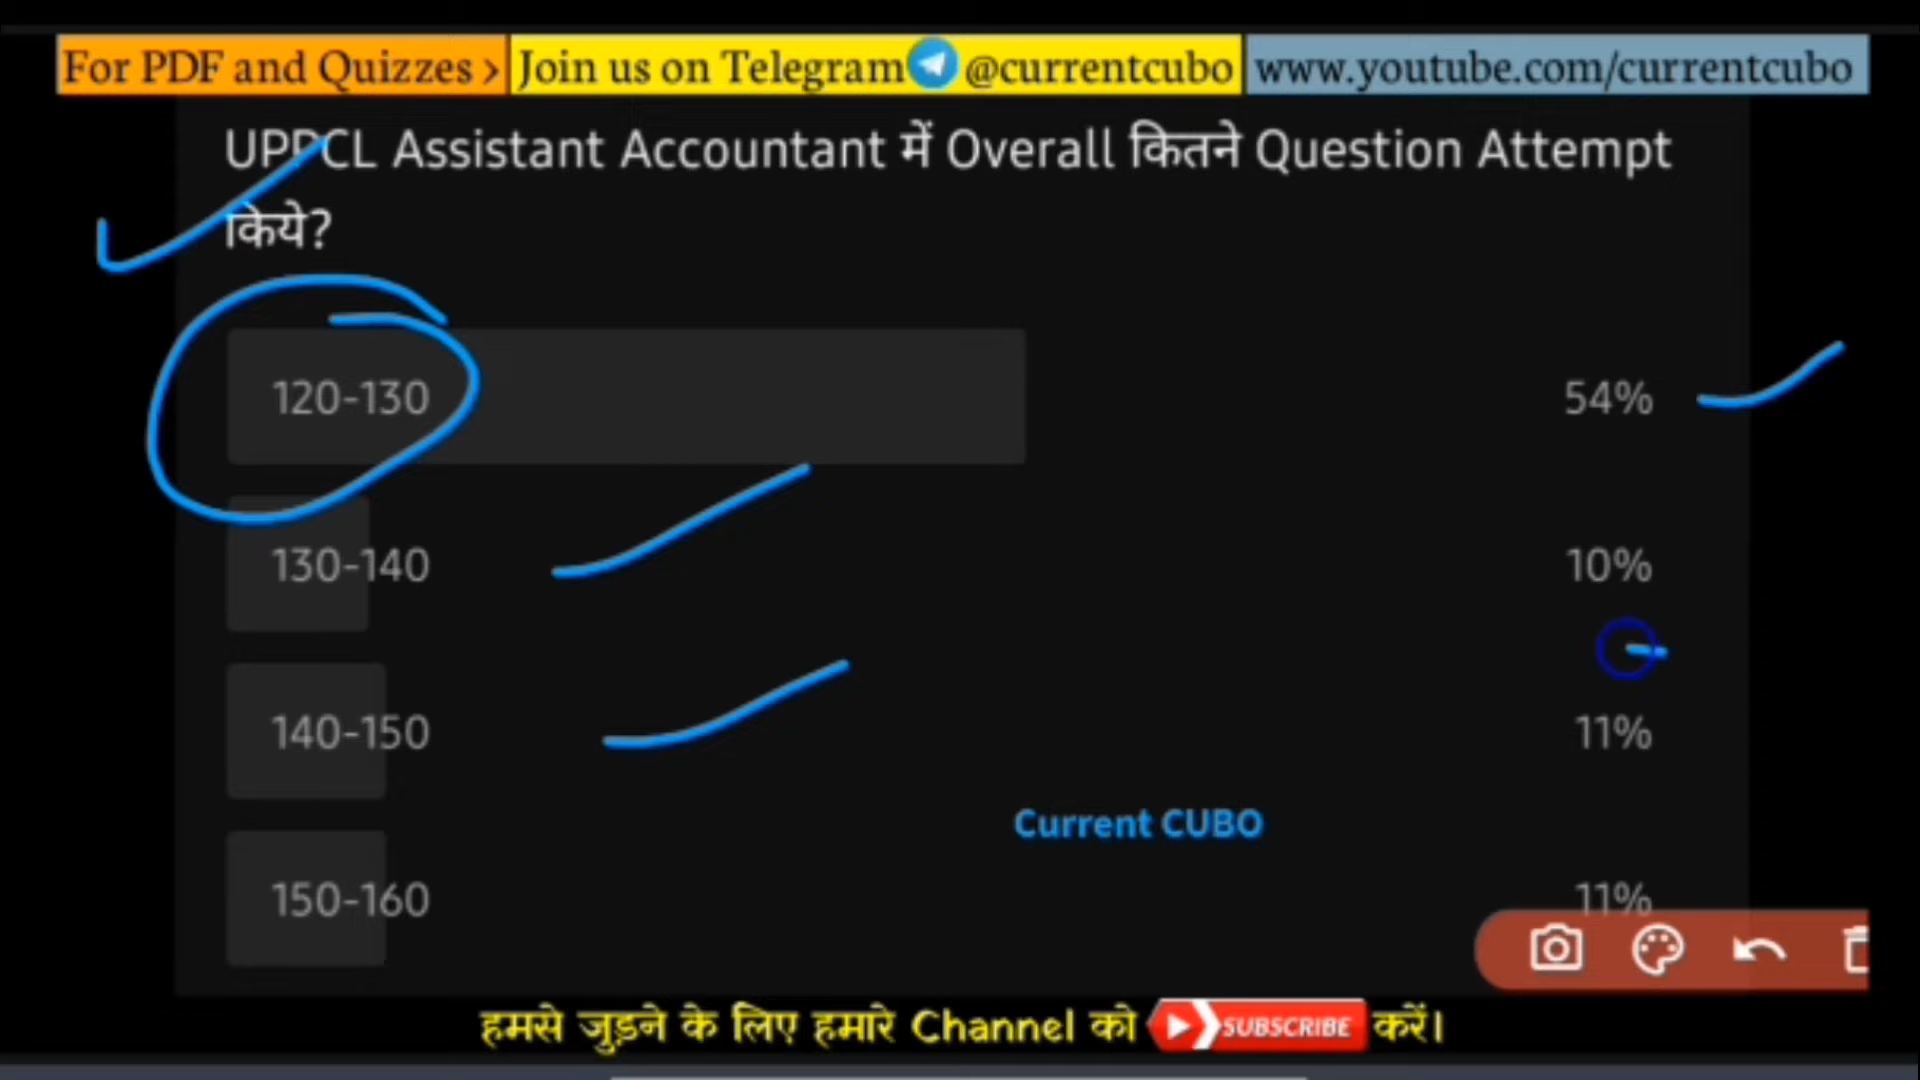 For PDF and Quizzes > Join us on Telegram @currentcubo www.youtube.com/currentcubo
UPPCL Assistant Accountant में Overall कितने Question Attempt
किये?
120-130 54%
130-140 10%
140-150 11%
Current CUBO
150-160 11%
हमसे जुड़ने के लिए हमारे Channel को SUBSCRIBE करें।